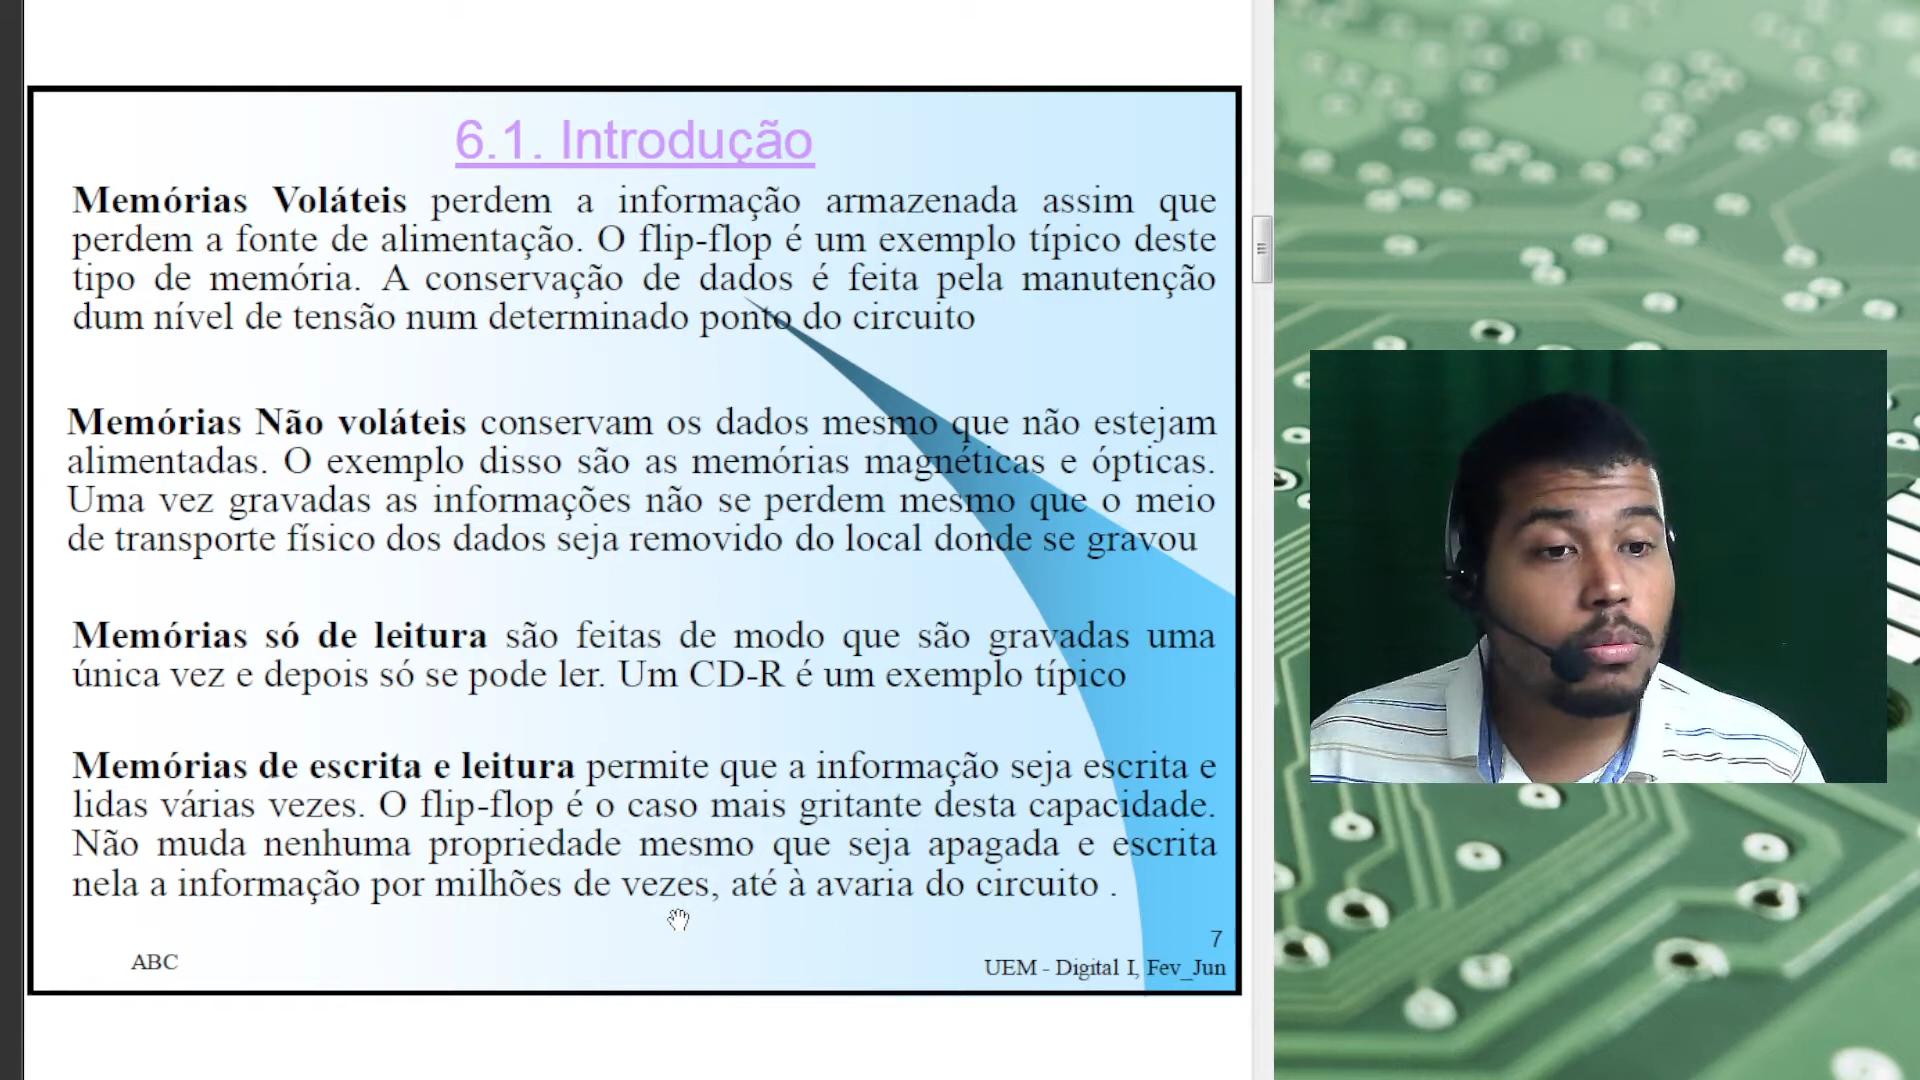 6.1. Introdução
Memórias Voláteis perdem a informação armazenada assim que
perdem a fonte de alimentação. O flip-flop é um exemplo típico deste
tipo de memória. A conservação de dados é feita pela manutenção
dum nível de tensão num determinado ponto do circuito
Memórias Não voláteis conservam os dados mesmo que não estejam
alimentadas. O exemplo disso são as memórias magnéticas e ópticas.
Uma vez gravadas as informações não se perdem mesmo que o meio
de transporte físico dos dados seja removido do local donde se gravou
Memórias só de leitura são feitas de modo que são gravadas uma
única vez e depois só se pode ler. Um CD-R é um exemplo típico
Memórias de escrita e leitura permite que a informação seja escrita e
lidas várias vezes. O flip-flop é o caso mais gritante desta capacidade.
Não muda nenhuma propriedade mesmo que seja apagada e escrita
nela a informação por milhões de vezes, até à avaria do circuito .
7
ABC
UEM - Digital I, Fev_Jun